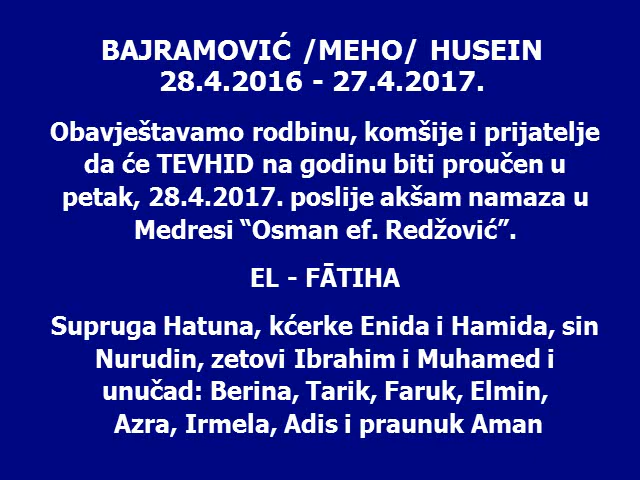 BAJRAMOVIĆ /MEHO/ HUSEIN
28.4.2016 - 27.4.2017.
Obavještavamo rodbinu, komšije i prijatelje
da će TEVHID na godinu biti proučen u
petak, 28.4.2017. poslije akšam namaza u
Medresi “Osman ef. Redžović”.
EL - FĀTIHA
Supruga Hatuna, kćerke Enida i Hamida, sin
Nurudin, zetovi Ibrahim i Muhamed i
unučad: Berina, Tarik, Faruk, Elmin,
Azra, Irmela, Adis i praunuk Aman